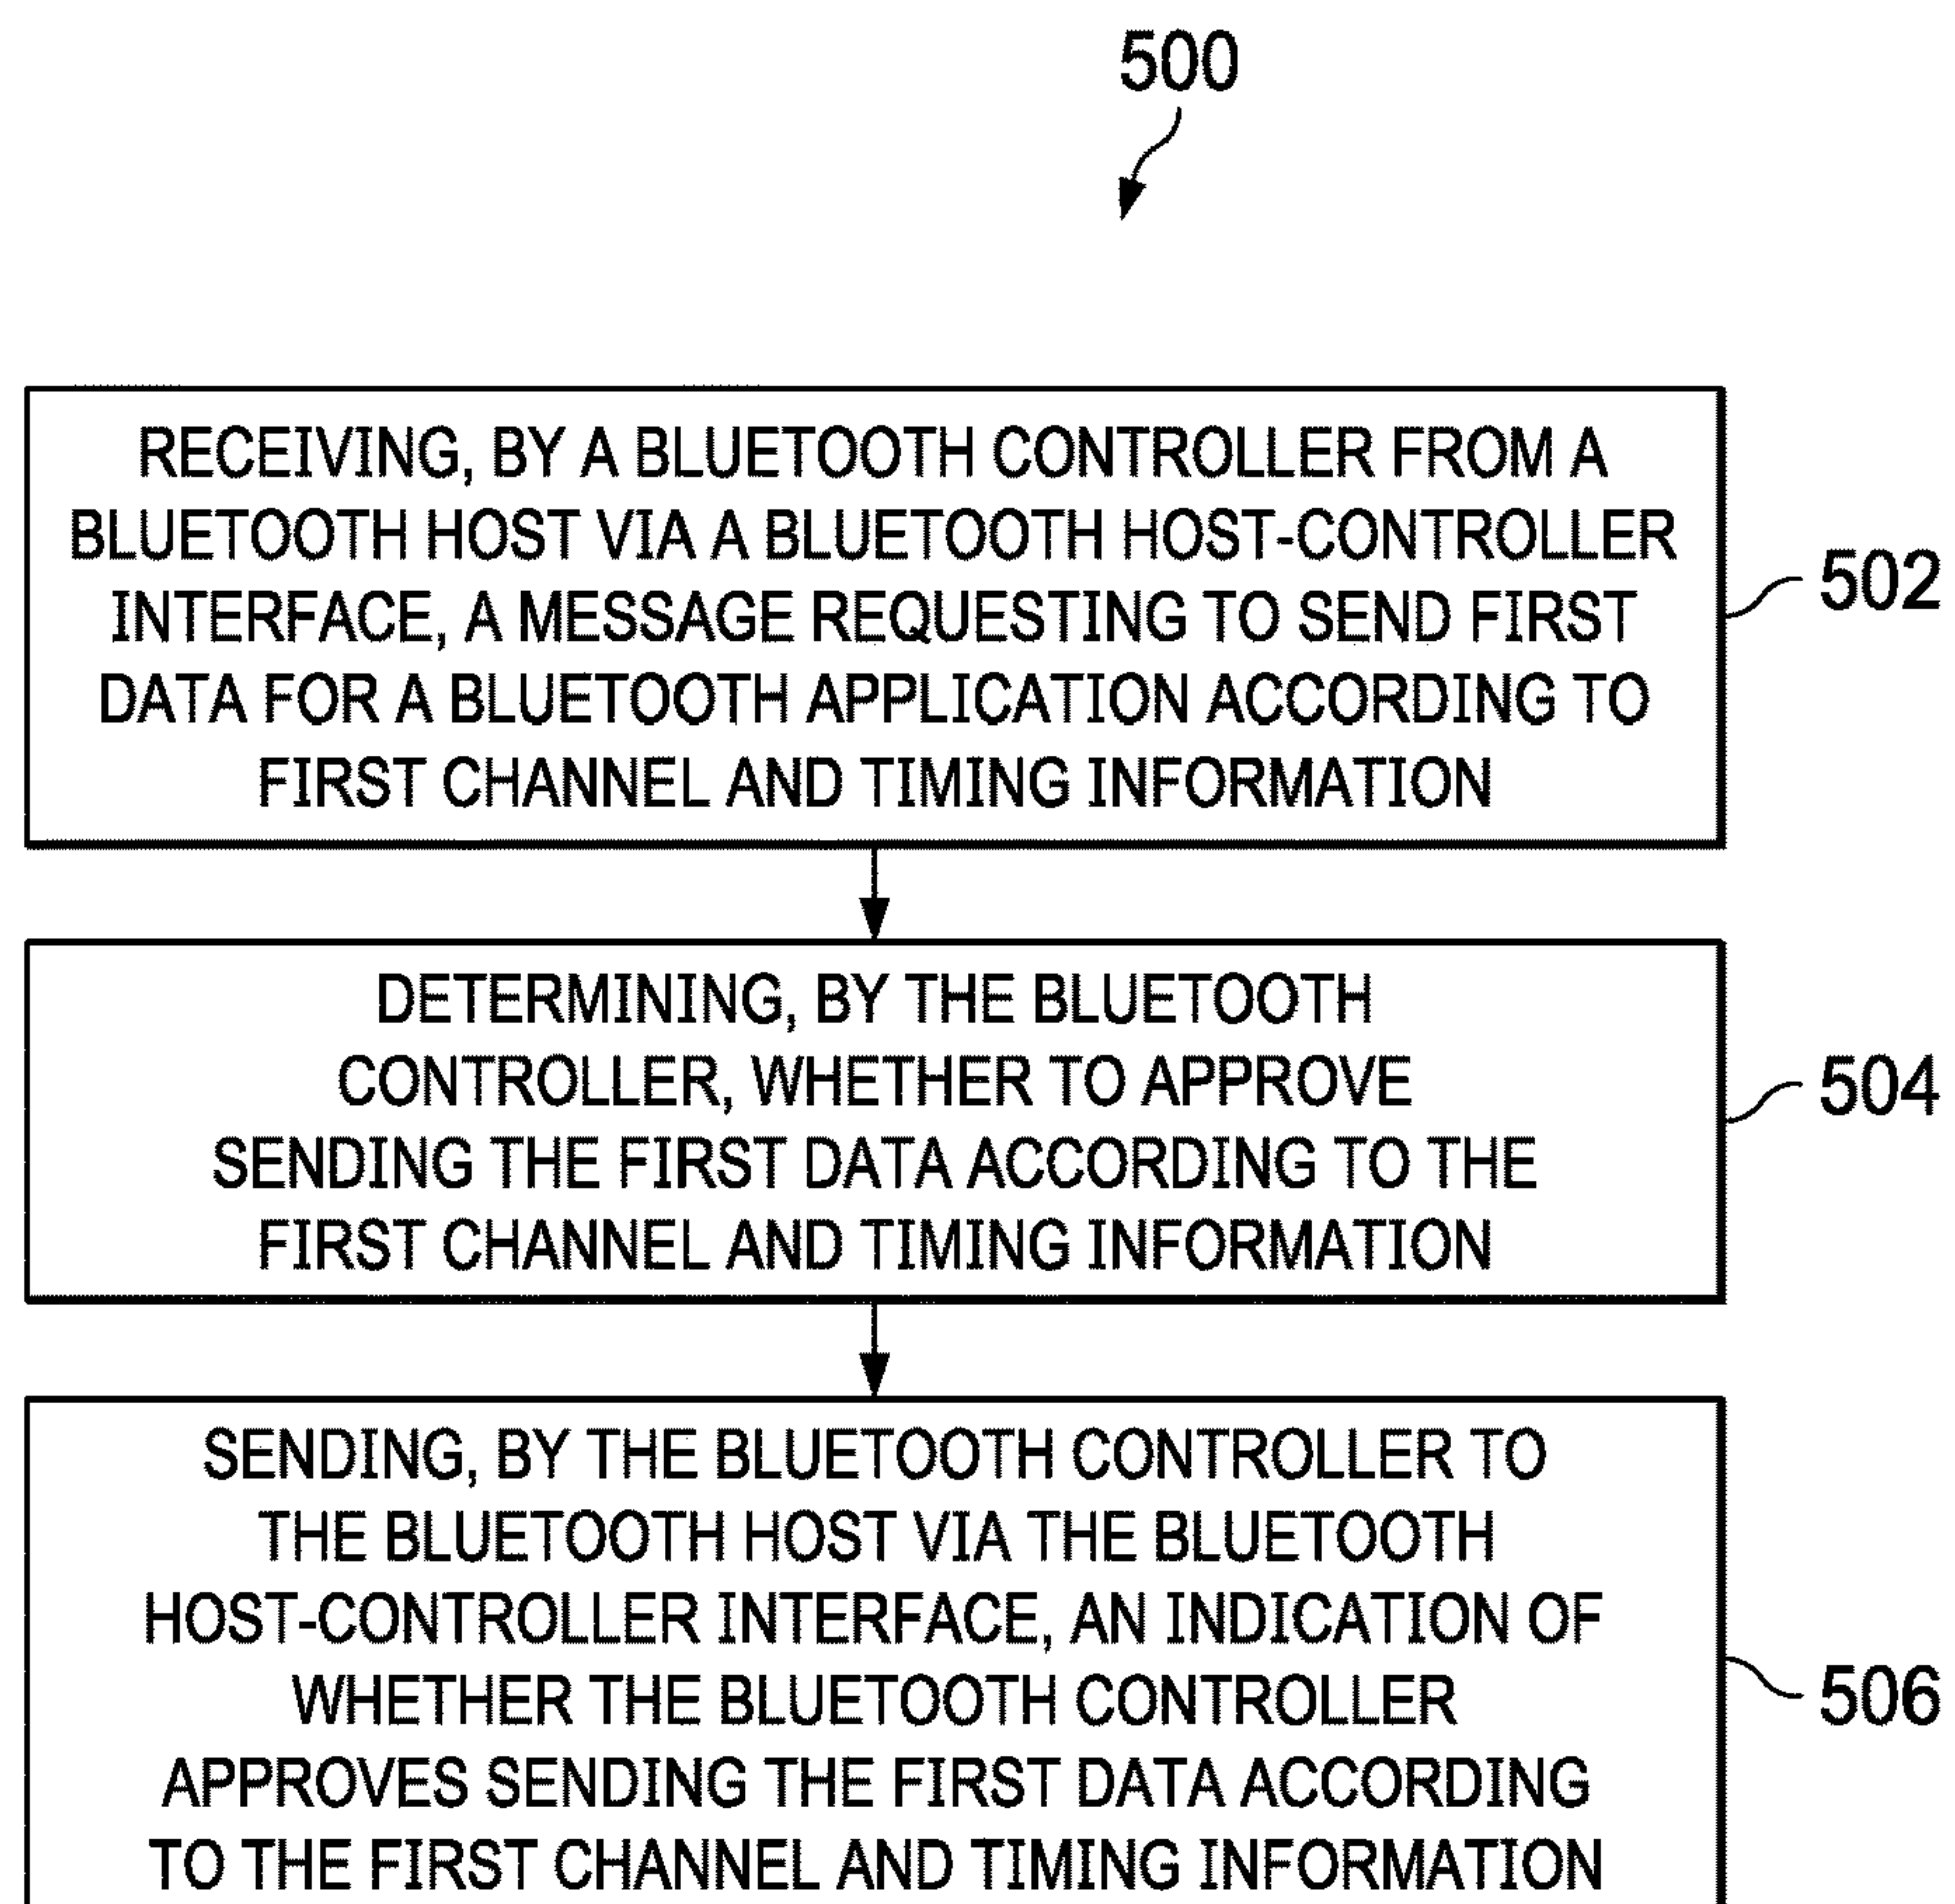 500
RECEIVING, BY A BLUETOOTH CONTROLLER FROM A
BLUETOOTH HOST VIA A BLUETOOTH HOST-CONTROLLER
INTERFACE, A MESSAGE REQUESTING TO SEND FIRST
DATA FOR A BLUETOOTH APPLICATION ACCORDING TO
FIRST CHANNEL AND TIMING INFORMATION
502
DETERMINING, BY THE BLUETOOTH
CONTROLLER, WHETHER TO APPROVE
SENDING THE FIRST DATA ACCORDING TO THE
FIRST CHANNEL AND TIMING INFORMATION
504
SENDING, BY THE BLUETOOTH CONTROLLER TO
THE BLUETOOTH HOST VIA THE BLUETOOTH
HOST-CONTROLLER INTERFACE, AN INDICATION OF
WHETHER THE BLUETOOTH CONTROLLER
APPROVES SENDING THE FIRST DATA ACCORDING
TO THE FIRST CHANNEL AND TIMING INFORMATION
506